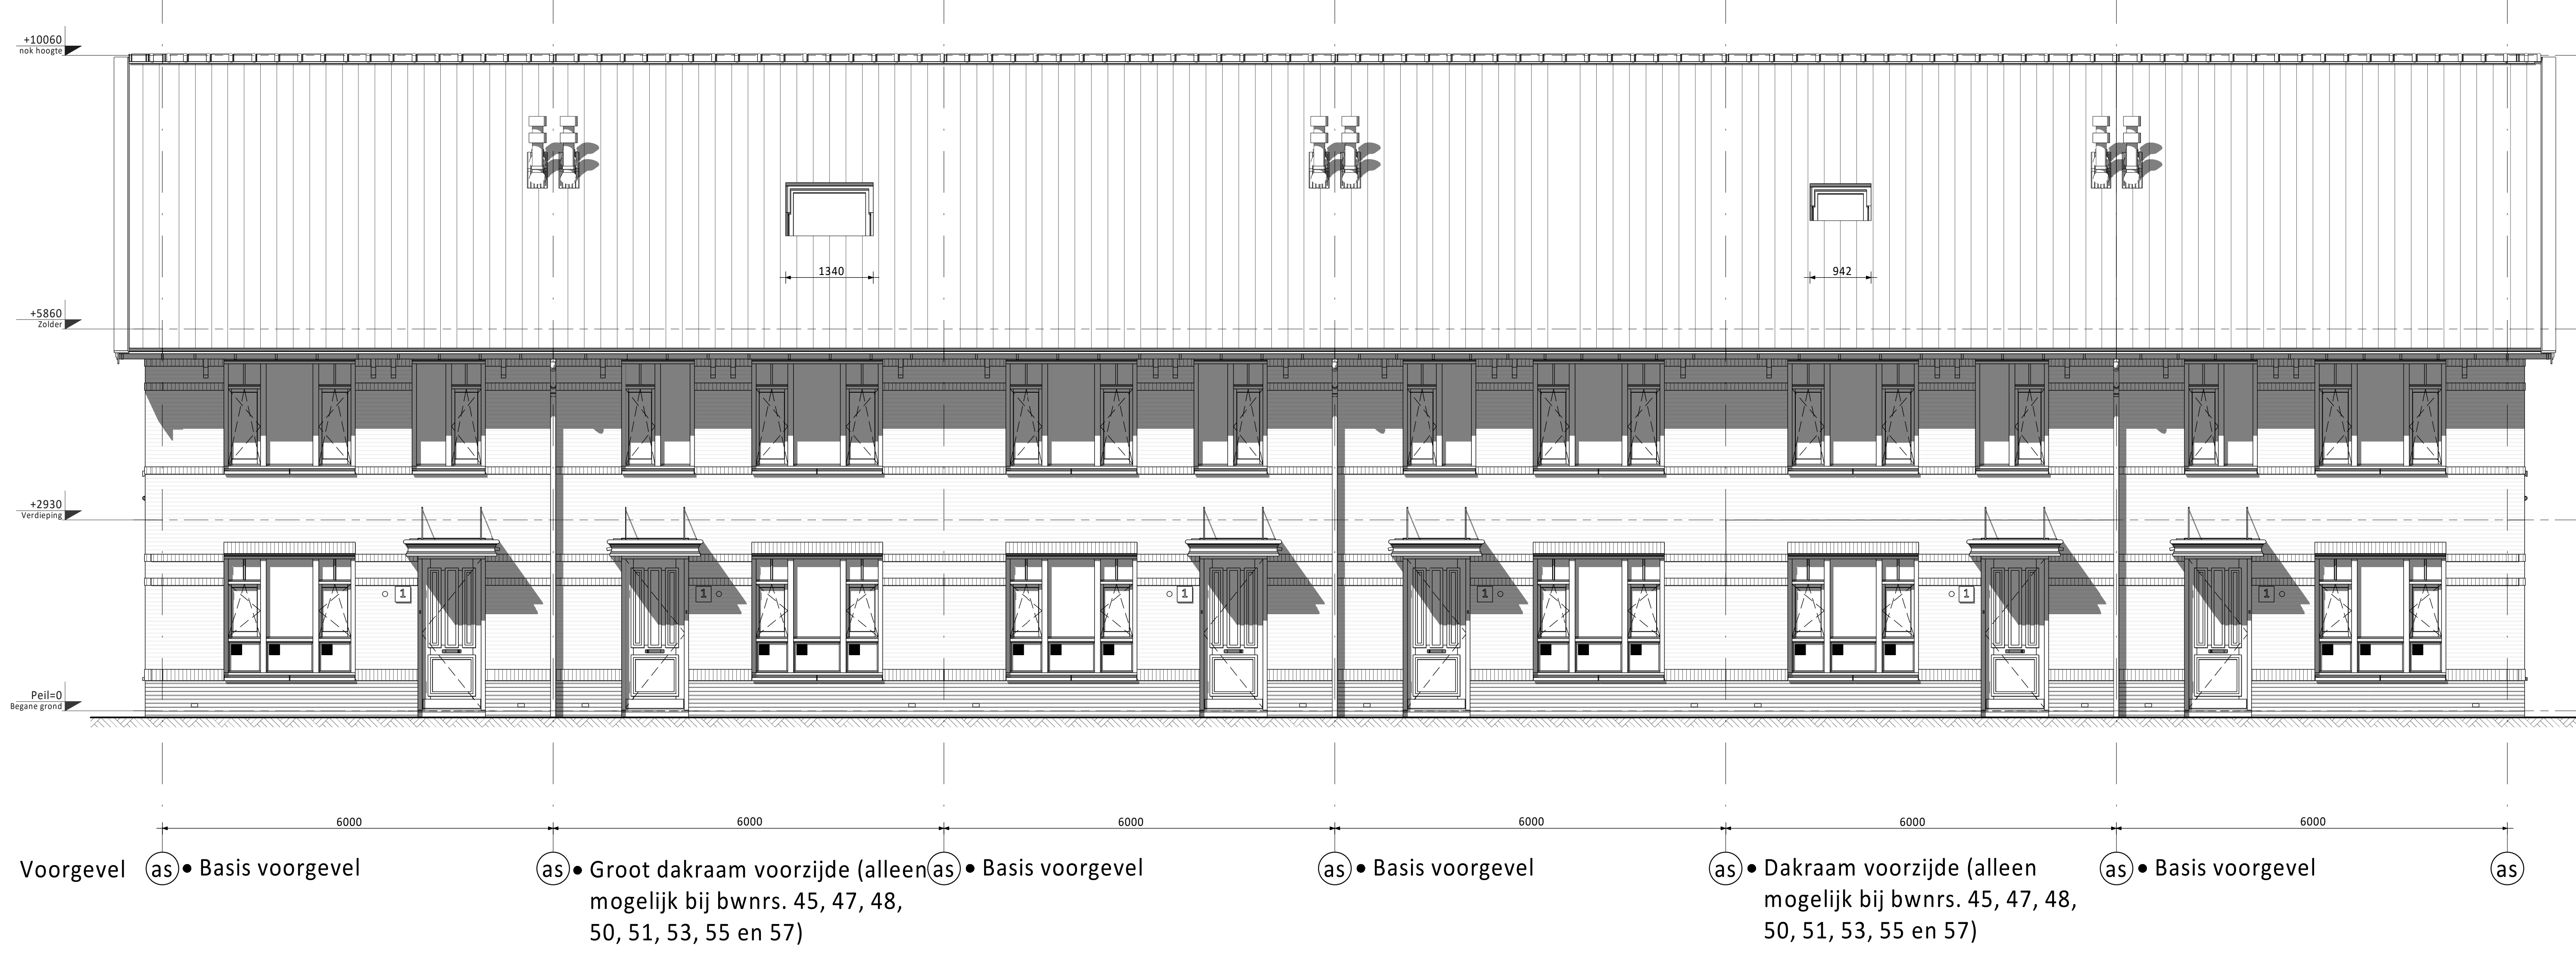 +10060
nok hoogte
1340
942
+5860
Zolder
+2930
Verdieping
1
1
1
1
1
1
Peil=0
Begane grond
6000
6000
6000
6000
6000
6000
Voorgevel
as
• Basis voorgevel
as
• Groot dakraam voorzijde (alleen
mogelijk bij bwnrs. 45, 47, 48,
50, 51, 53, 55 en 57)
as
• Basis voorgevel
as
• Basis voorgevel
as
• Dakraam voorzijde (alleen
mogelijk bij bwnrs. 45, 47, 48,
50, 51, 53, 55 en 57)
as
• Basis voorgevel
as